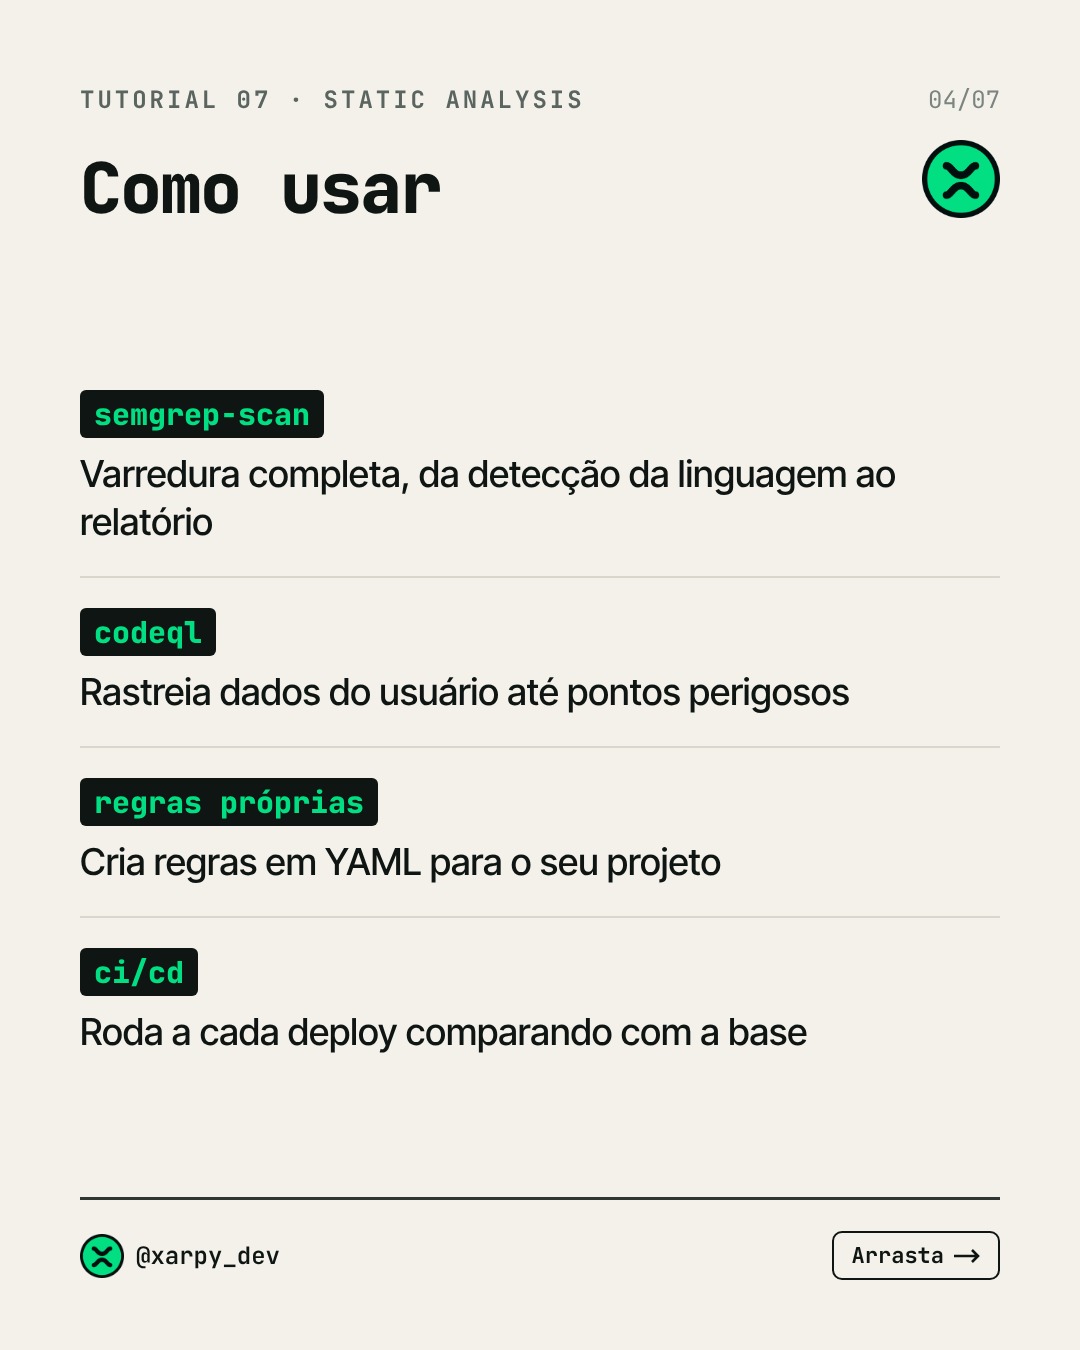 TUTORIAL 07 · STATIC ANALYSIS
04/07
Como usar
semgrep-scan
Varredura completa, da detecção da linguagem ao
relatório
codeql
Rastreia dados do usuário até pontos perigosos
regras próprias
Cria regras em YAML para o seu projeto
ci/cd
Roda a cada deploy comparando com a base
@xarpy_dev
Arrasta →